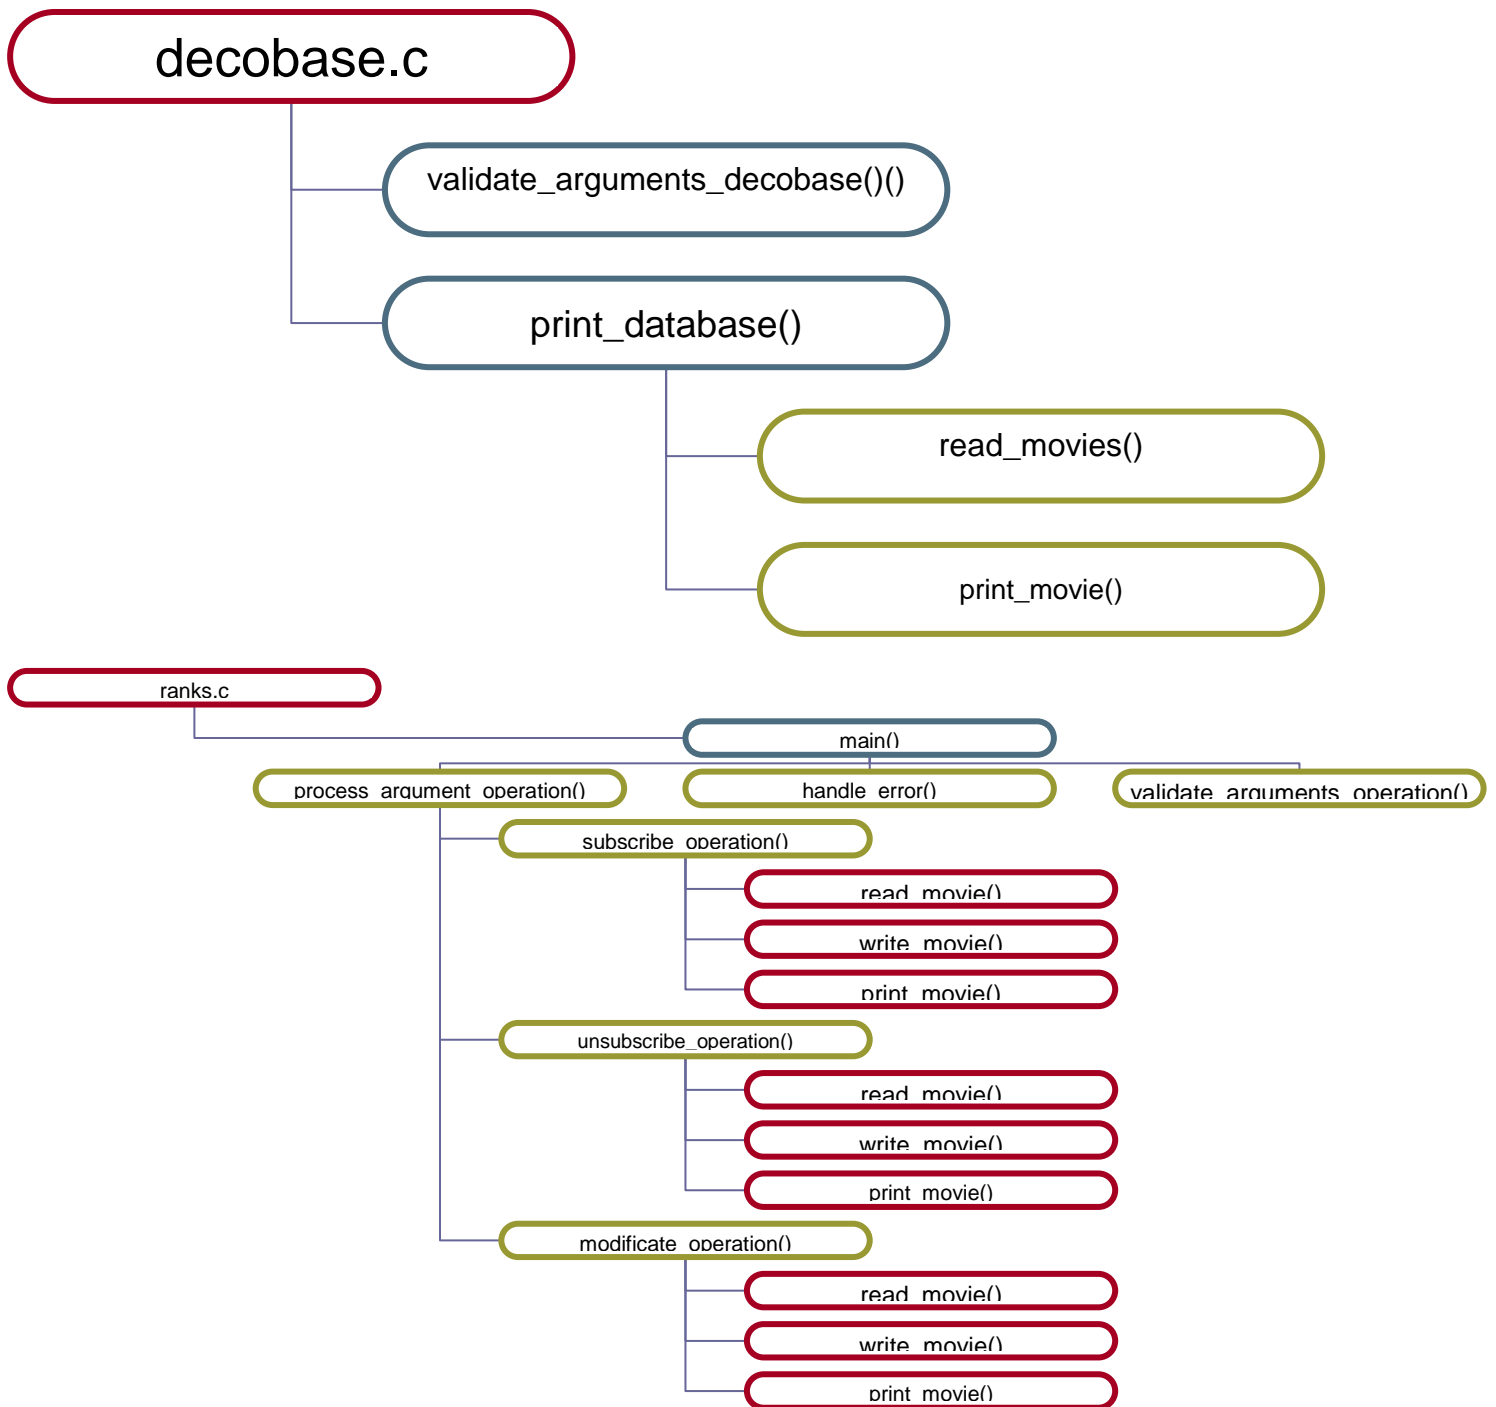 decobase.c
validate_arguments_decobase()()
print_database()
read_movies()
print_movie()
ranks.c
main()
process_argument_operation()
handle_error()
validate_arguments_operation()
subscribe_operation()
read_movie()
write_movie()
print_movie()
unsubscribe_operation()
read_movie()
write_movie()
print_movie()
modificate_operation()
read_movie()
write_movie()
print_movie()